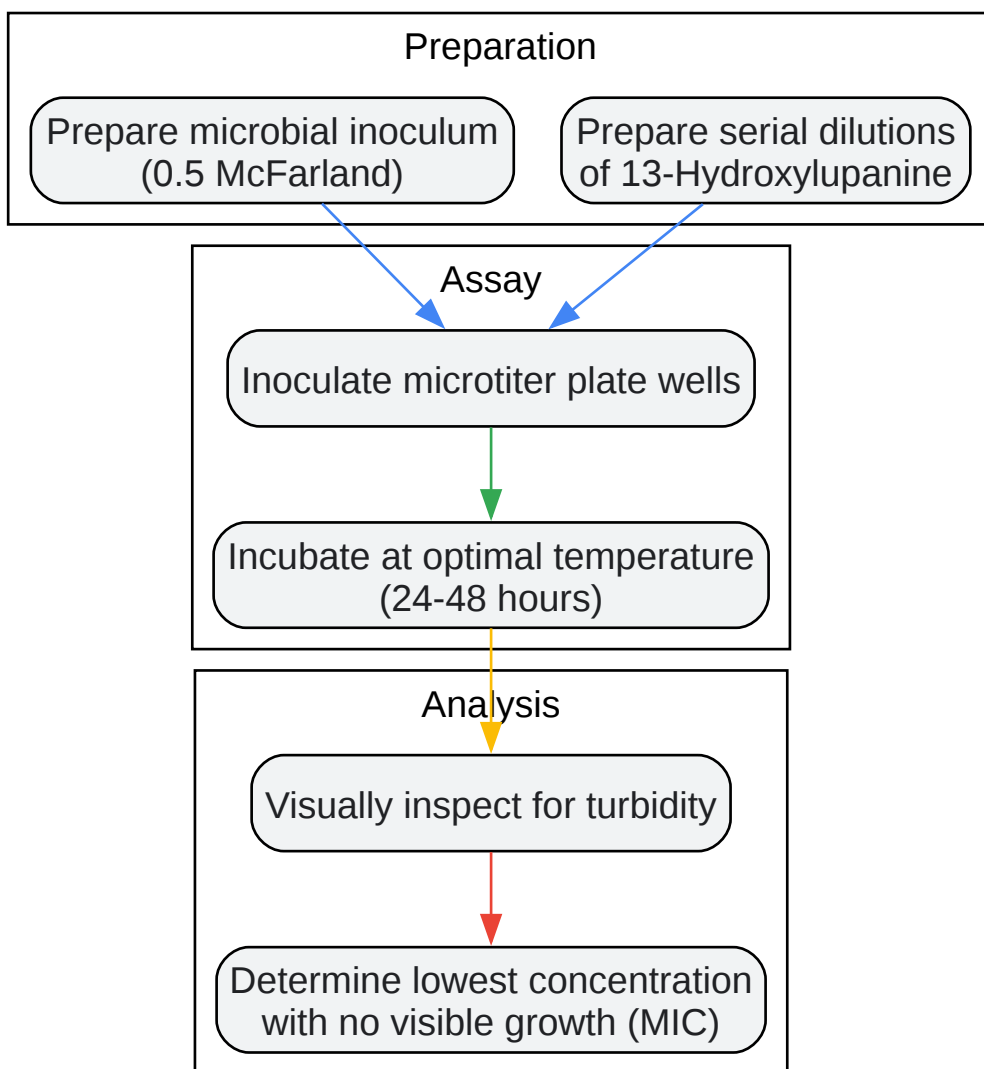 Preparation
Prepare microbial inoculum
(0.5 McFarland)
Prepare serial dilutions
of 13-Hydroxylupanine
Assay
Inoculate microtiter plate wells
Incubate at optimal temperature
(24-48 hours)
Analysis
Visually inspect for turbidity
Determine lowest concentration
with no visible growth (MIC)